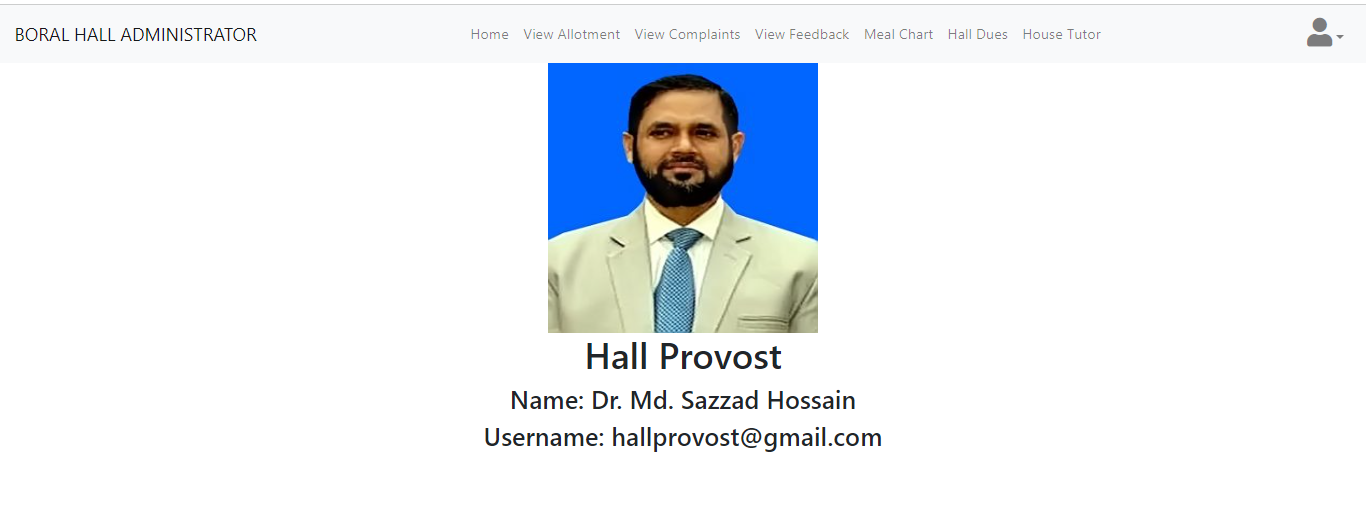 BORAL HALL ADMINISTRATOR
Home View Allotment View Complaints View Feedback Meal Chart Hall Dues House Tutor
Hall Provost
Name: Dr. Md. Sazzad Hossain
Username: hallprovost@gmail.com